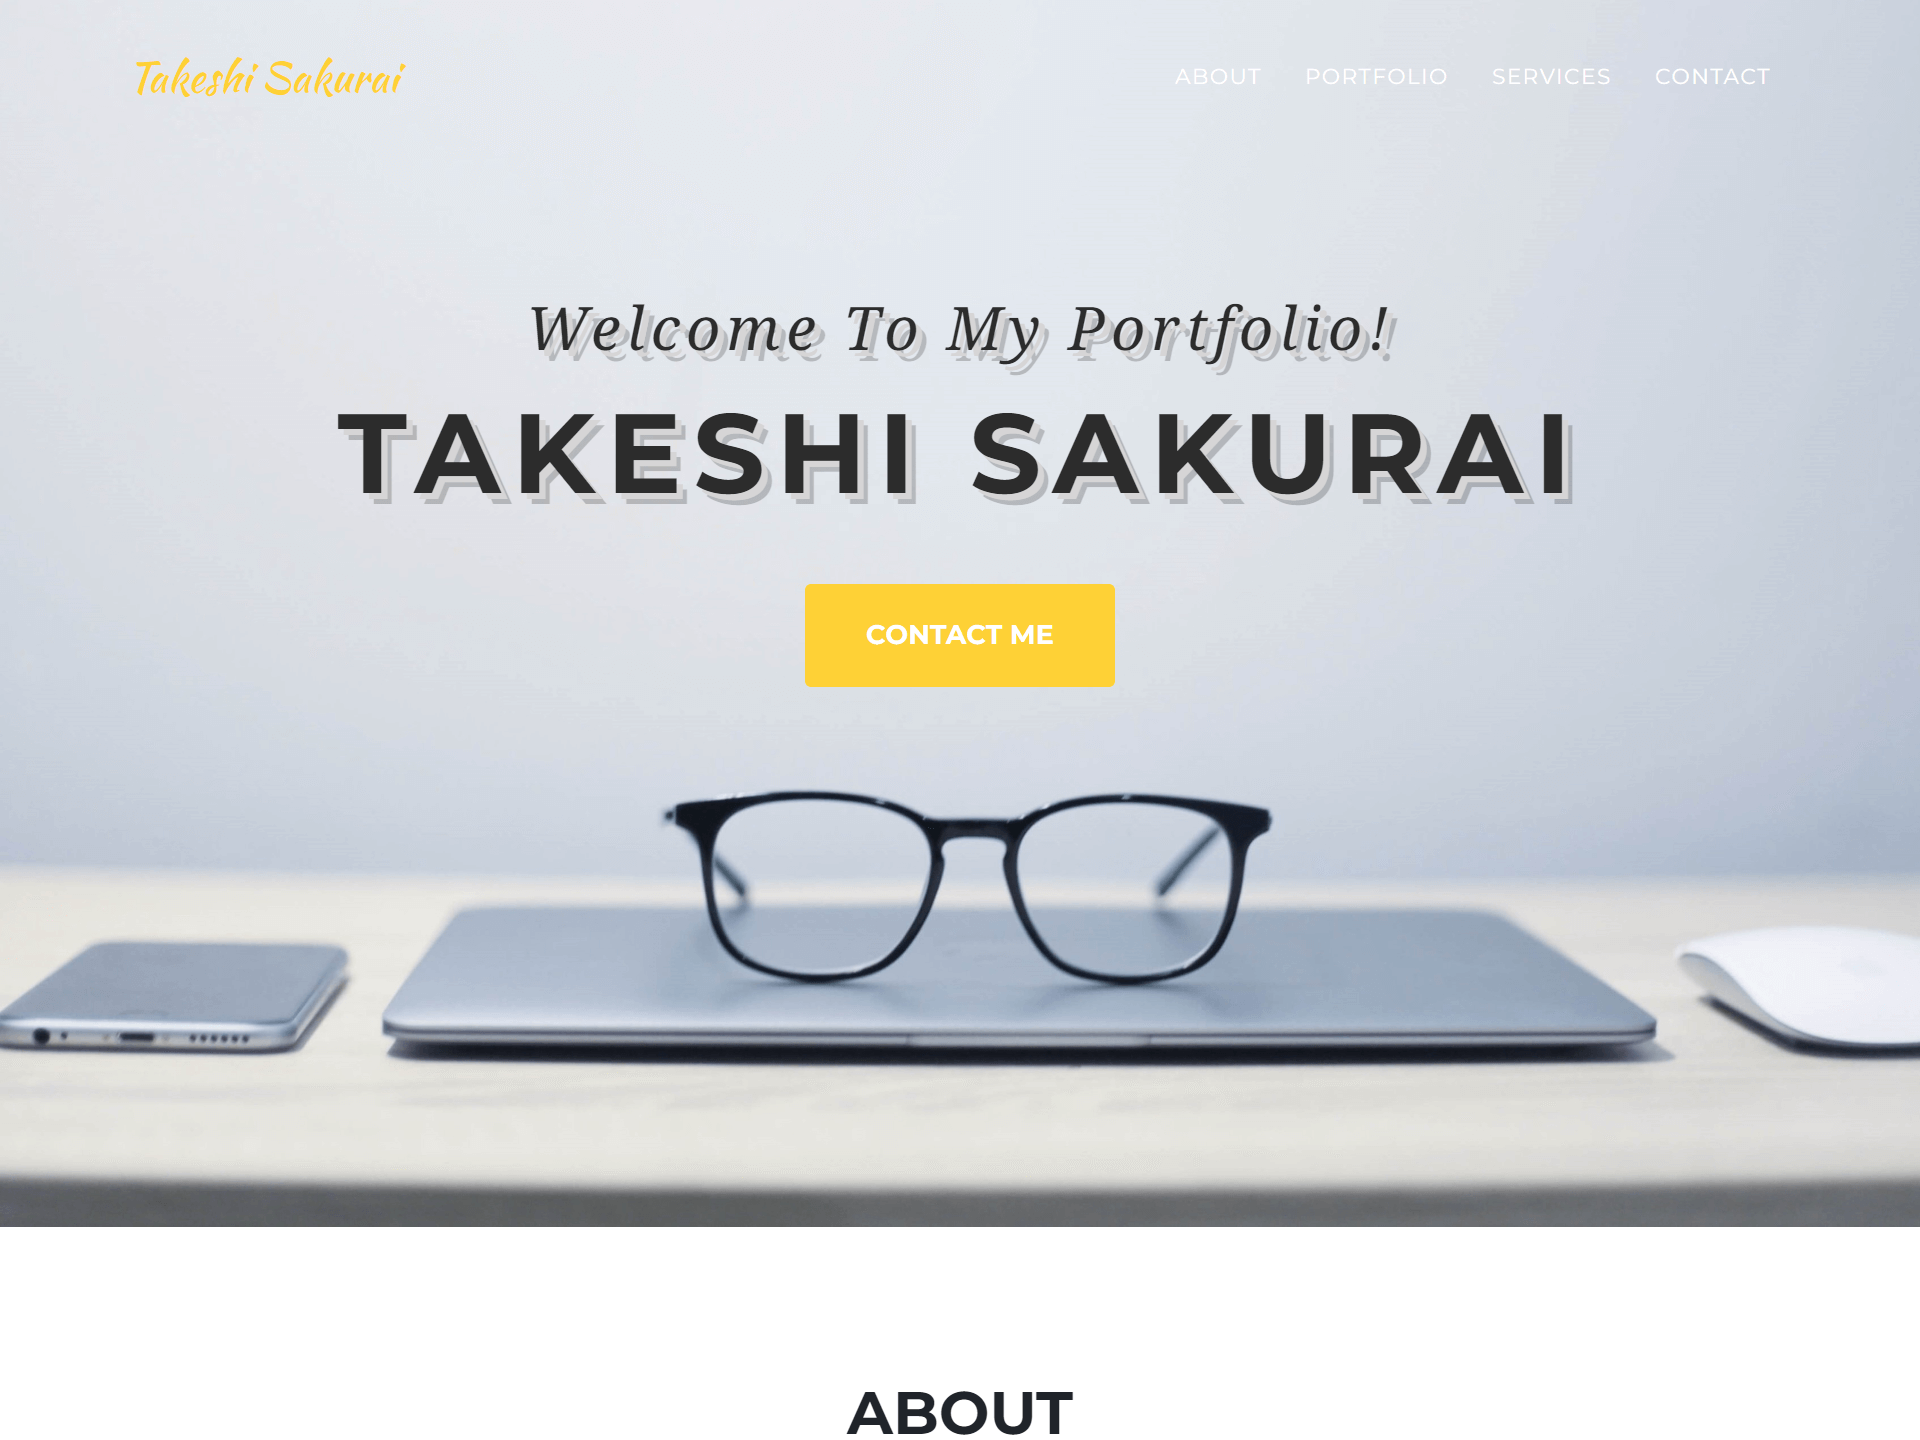 Takeshi Sakurai
ABOUT PORTFOLIO SERVICES CONTACT
Welcome To My Portfolio!
TAKESHI SAKURAI
CONTACT ME
ABOUT